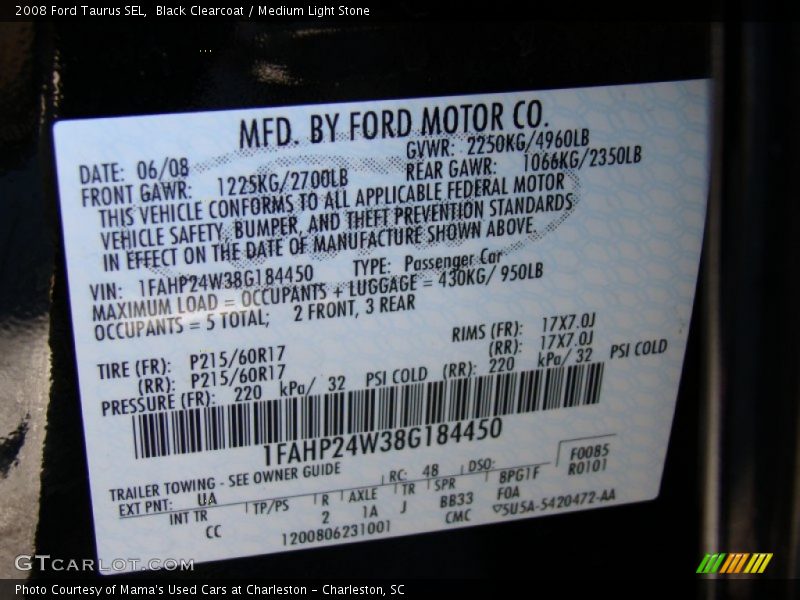 2008 Ford Taurus SEL, Black Clearcoat / Medium Light Stone
MFD. BY FORD MOTOR CO.
DATE: 06/08 GVWR: 2250KG/4960LB
FRONT GAWR: 1225KG/2700LB REAR GAWR: 1066KG/2350LB
THIS VEHICLE CONFORMS TO ALL APPLICABLE FEDERAL MOTOR
VEHICLE SAFETY, BUMPER, AND THEFT PREVENTION STANDARDS
IN EFFECT ON THE DATE OF MANUFACTURE SHOWN ABOVE
VIN: 1FAHP24W38G184450 TYPE: Passenger Car
MAXIMUM LOAD = OCCUPANTS + LUGGAGE = 430KG/ 950LB
OCCUPANTS = 5 TOTAL; 2 FRONT, 3 REAR
TIRE (FR): P215/60R17 RIMS (FR): 17X7.0J
(RR): P215/60R17 (RR): 17X7.0J
PRESSURE (FR): 220 kPa/ 32 PSI COLD (RR): 220 kPa/ 32 PSI COLD
1FAHP24W38G184450
TRAILER TOWING - SEE OWNER GUIDE
EXT PNT: UA RC: 48 DSO: F0085
INT TR TP/PS R AXLE TR SPR BPG1F R0101
CC 2 1A J BB33 FOA
1200806231001 CMC ▽5U5A-5420472-AA
GTCARLOT.COM
Photo Courtesy of Mama's Used Cars at Charleston – Charleston, SC